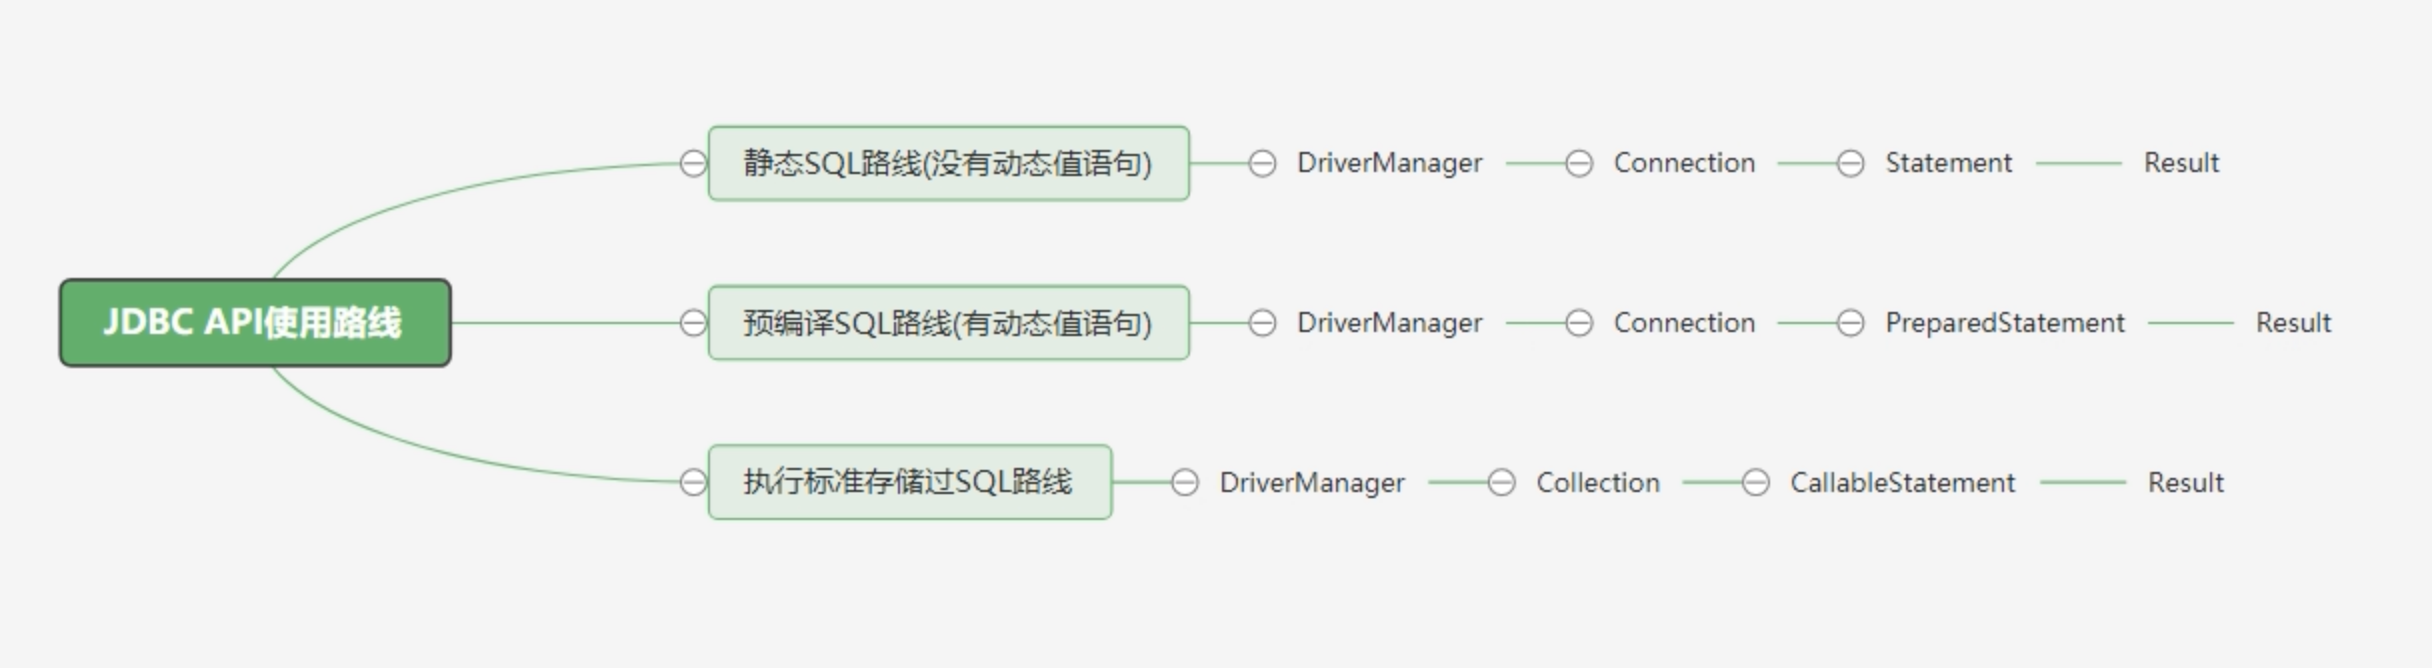 静态SQL路线(没有动态值语句) DriverManager Connection Statement Result
JDBC API使用路线 预编译SQL路线(有动态值语句) DriverManager Connection PreparedStatement Result
执行标准存储过SQL路线 DriverManager Collection CallableStatement Result